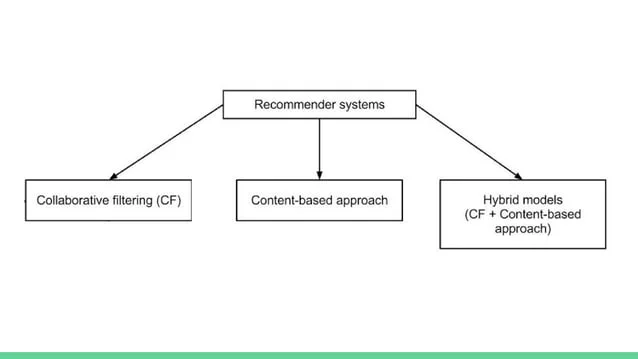 Recommender systems
Collaborative filtering (CF)
Content-based approach
Hybrid models
(CF + Content-based
approach)